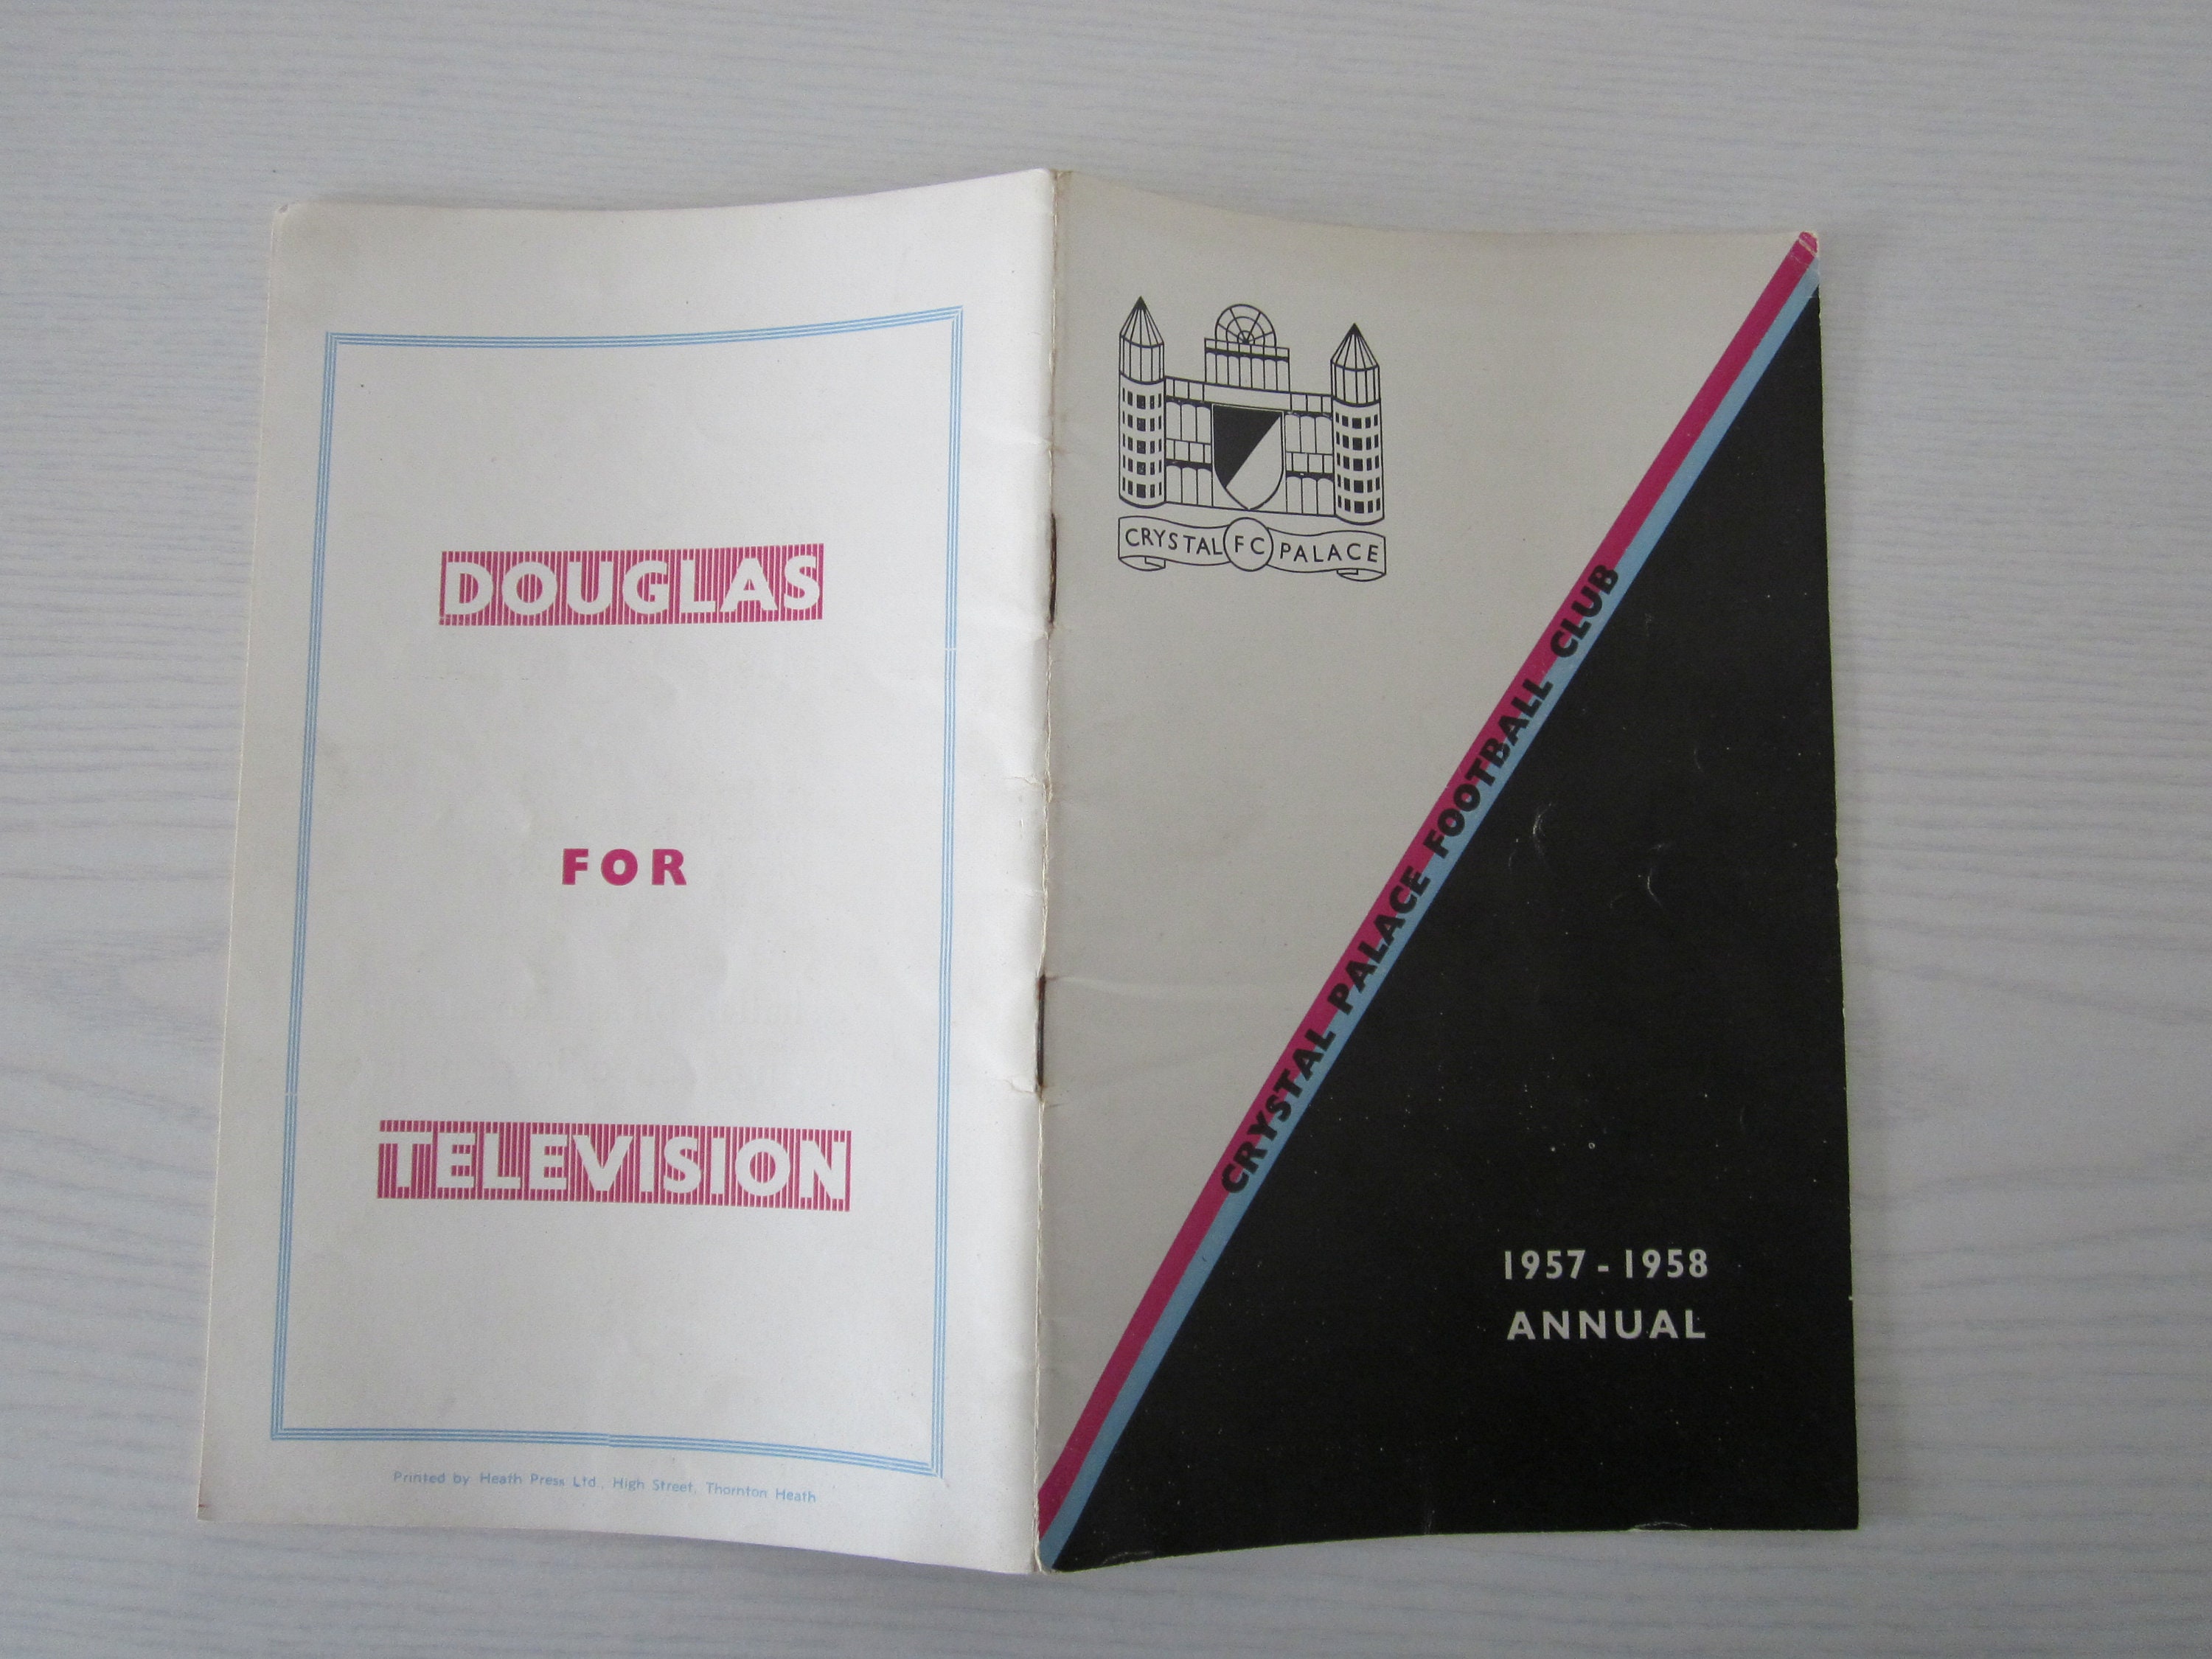 DOUGLAS
FOR
TELEVISION
Printed by Heath Press Ltd., High Street, Thornton Heath
CRYSTAL FC PALACE
CRYSTAL PALACE FOOTBALL CLUB
1957 - 1958
ANNUAL